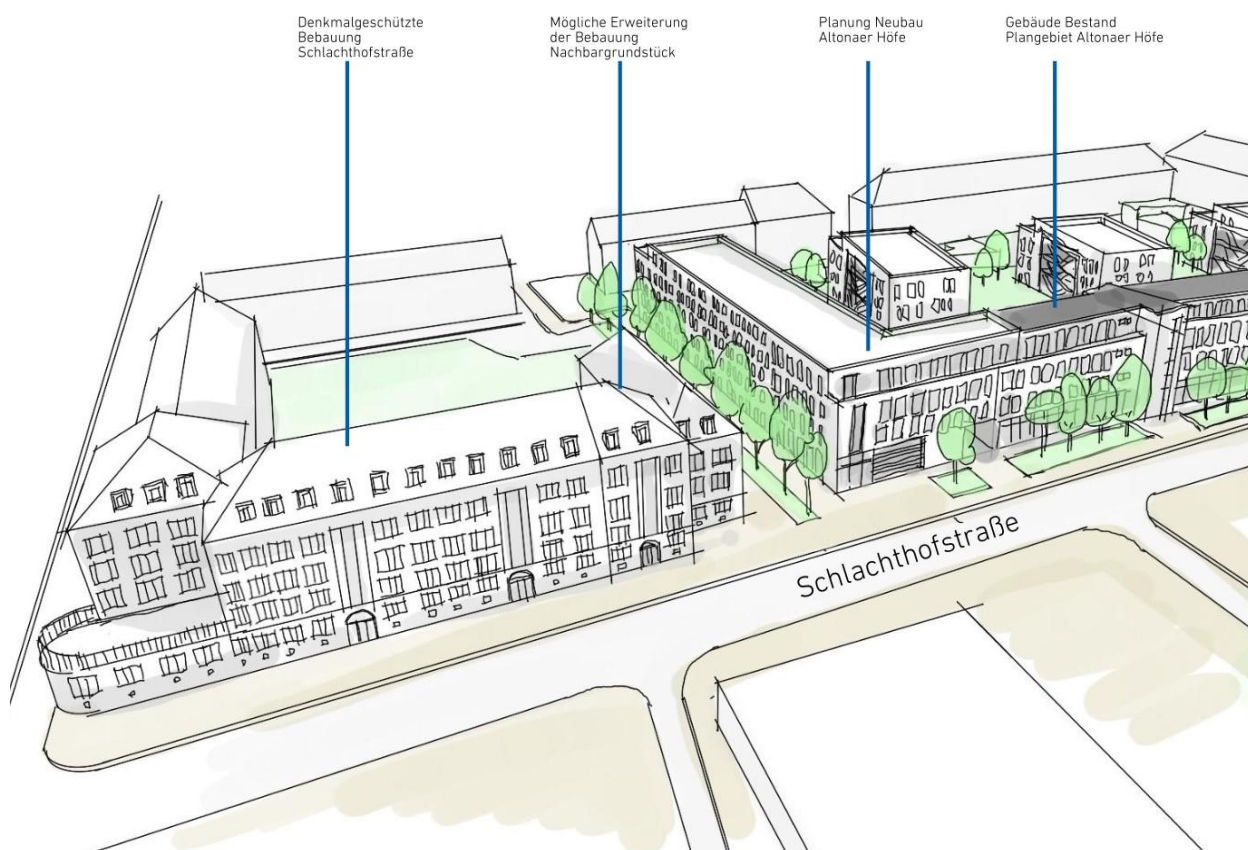 Denkmalgeschützte
Bebauung
Schlachthofstraße
Mögliche Erweiterung
der Bebauung
Nachbargrundstück
Planung Neubau
Altonaer Höfe
Gebäude Bestand
Plangebiet Altonaer Höfe
Schlachthofstraße